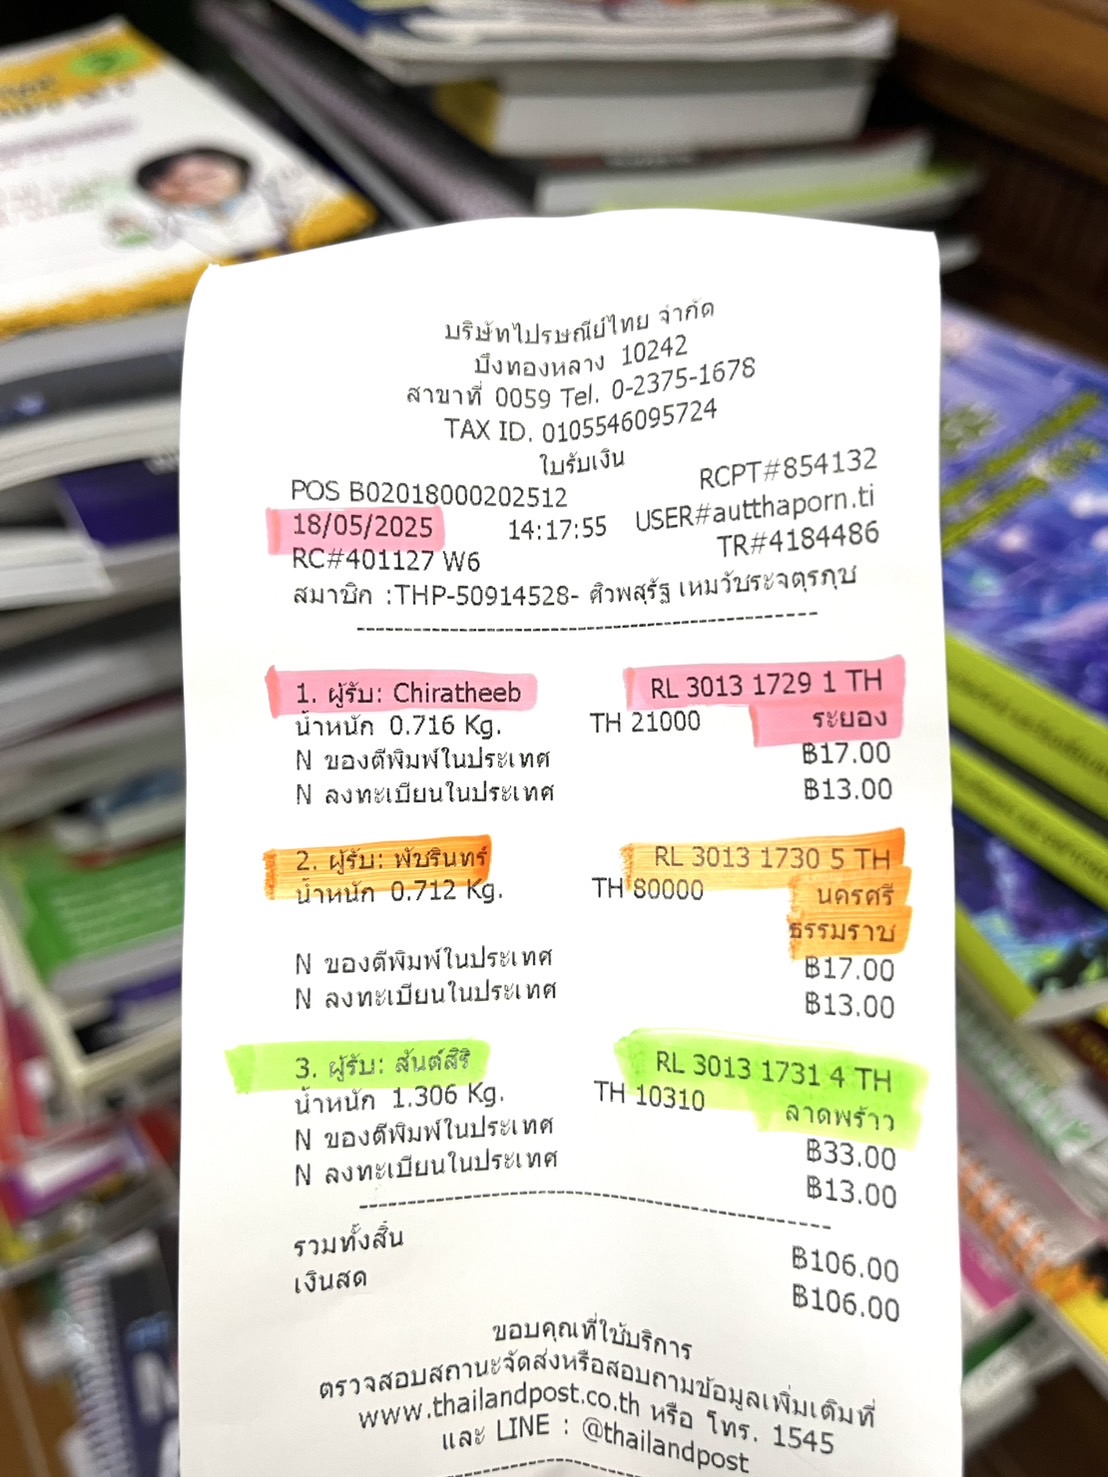 บริษัทไปรษณีย์ไทย จำกัด
บึงทองหลาง 10242
สาขาที่ 0059 Tel. 0-2375-1678
TAX ID. 0105546095724
ใบรับเงิน
POS B02018000202512 RCPT#854132
18/05/2025 14:17:55 USER#autthaporn.ti
RC#401127 W6 TR#4184486
สมาชิก :THP-50914528- ศิวพสุรัฐ เหมวับระจตุรภุช
1. ผู้รับ: Chiratheeb RL 3013 1729 1 TH
น้ำหนัก 0.716 Kg. TH 21000 ระยอง
N ของตีพิมพ์ในประเทศ ฿17.00
N ลงทะเบียนในประเทศ ฿13.00
2. ผู้รับ: พับรินทร์ RL 3013 1730 5 TH
น้ำหนัก 0.712 Kg. TH 80000 นครศรี
ธรรมราช
N ของตีพิมพ์ในประเทศ ฿17.00
N ลงทะเบียนในประเทศ ฿13.00
3. ผู้รับ: สันต์สิริ RL 3013 1731 4 TH
น้ำหนัก 1.306 Kg. TH 10310 ลาดพร้าว
N ของตีพิมพ์ในประเทศ ฿33.00
N ลงทะเบียนในประเทศ ฿13.00
รวมทั้งสิ้น ฿106.00
เงินสด ฿106.00
ขอบคุณที่ใช้บริการ
ตรวจสอบสถานะจัดส่งหรือสอบถามข้อมูลเพิ่มเติมที่
www.thailandpost.co.th หรือ โทร. 1545
และ LINE : @thailandpost